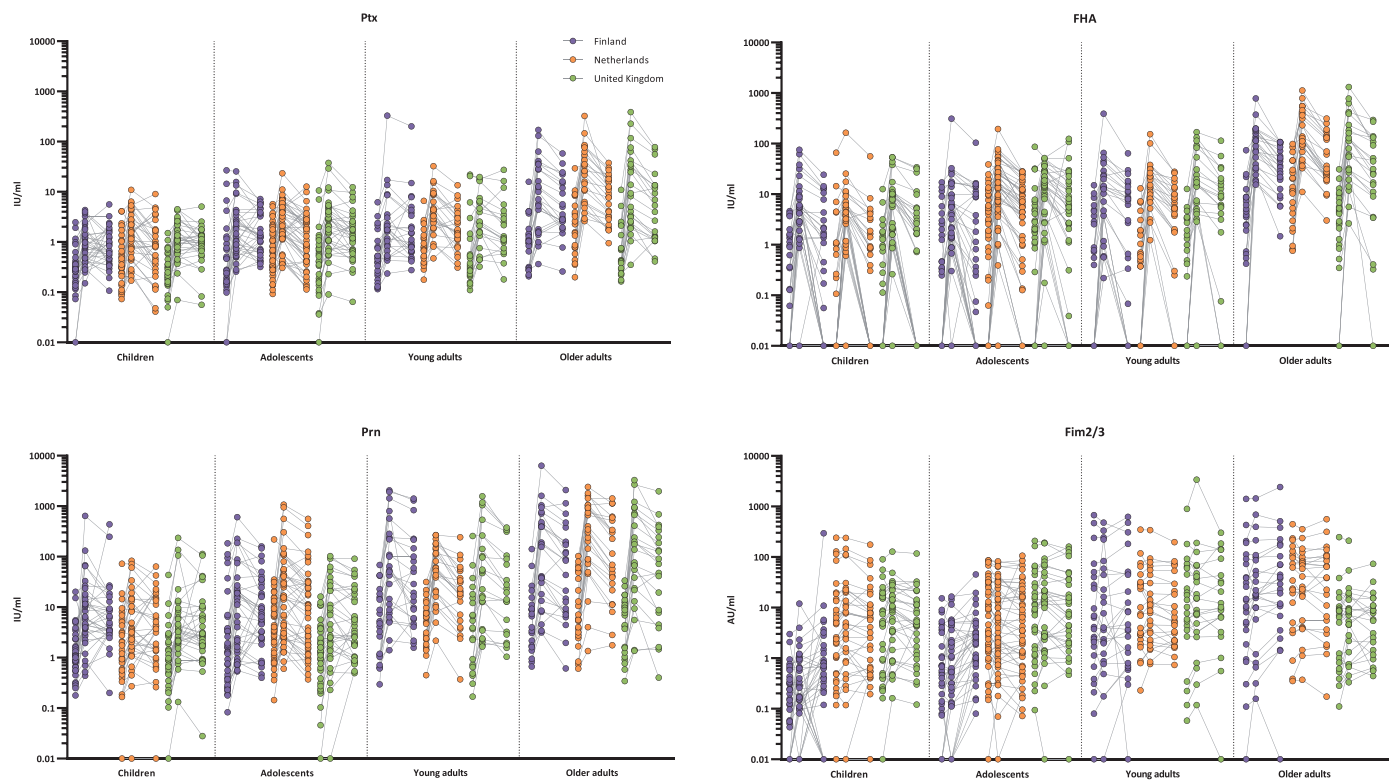 Ptx
10000
1000
100
10
1
0.1
0.01
IU/ml
Finland
Netherlands
United Kingdom
Children Adolescents Young adults Older adults
FHA
10000
1000
100
10
1
0.1
0.01
IU/ml
Children Adolescents Young adults Older adults
Prn
10000
1000
100
10
1
0.1
0.01
IU/ml
Children Adolescents Young adults Older adults
Fim2/3
10000
1000
100
10
1
0.1
0.01
AU/ml
Children Adolescents Young adults Older adults